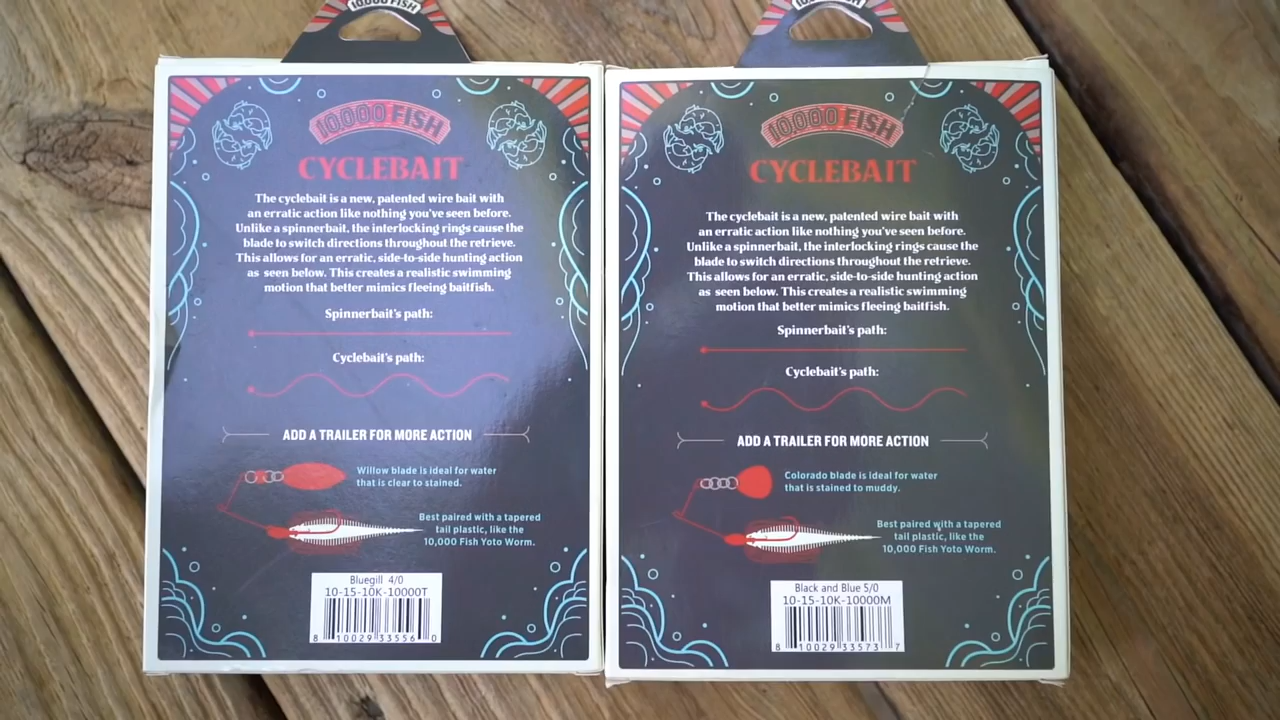 10,000 FISH
10,000 FISH
CYCLEBAIT
The cyclebait is a new, patented wire bait with
an erratic action like nothing you've seen before.
Unlike a spinnerbait, the interlocking rings cause the
blade to switch directions throughout the retrieve.
This allows for an erratic, side-to-side hunting action
as seen below. This creates a realistic swimming
motion that better mimics fleeing baitfish.
Spinnerbait's path:
Cyclebait's path:
ADD A TRAILER FOR MORE ACTION
Willow blade is ideal for water
that is clear to stained.
Best paired with a tapered
tail plastic, like the
10,000 Fish Yoto Worm.
Bluegill 4/0
10-15-10K-10000T
8 10029 33556 0
10,000 FISH
10,000 FISH
CYCLEBAIT
The cyclebait is a new, patented wire bait with
an erratic action like nothing you've seen before.
Unlike a spinnerbait, the interlocking rings cause the
blade to switch directions throughout the retrieve.
This allows for an erratic, side-to-side hunting action
as seen below. This creates a realistic swimming
motion that better mimics fleeing baitfish.
Spinnerbait's path:
Cyclebait's path:
ADD A TRAILER FOR MORE ACTION
Colorado blade is ideal for water
that is stained to muddy.
Best paired with a tapered
tail plastic, like the
10,000 Fish Yoto Worm.
Black and Blue 5/0
10-15-10K-10000M
8 10029 33573 7